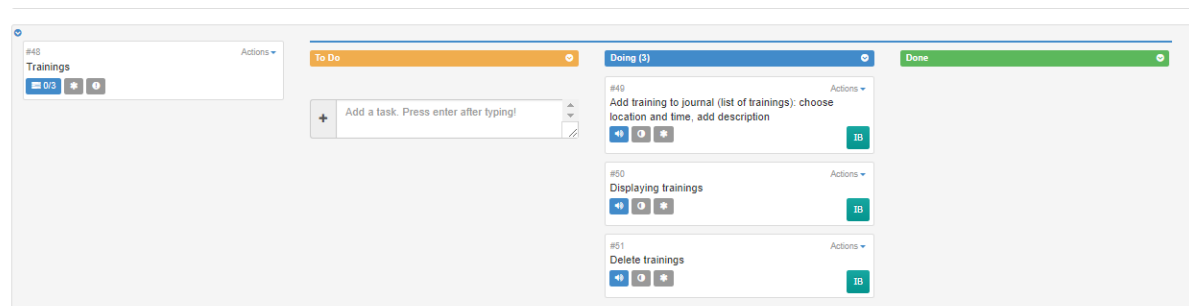 #48 Actions
Trainings
0/3
To Do
Add a task. Press enter after typing!
Doing (3)
#49 Actions
Add training to journal (list of trainings): choose
location and time, add description
IB
#50 Actions
Displaying trainings
IB
#51 Actions
Delete trainings
IB
Done